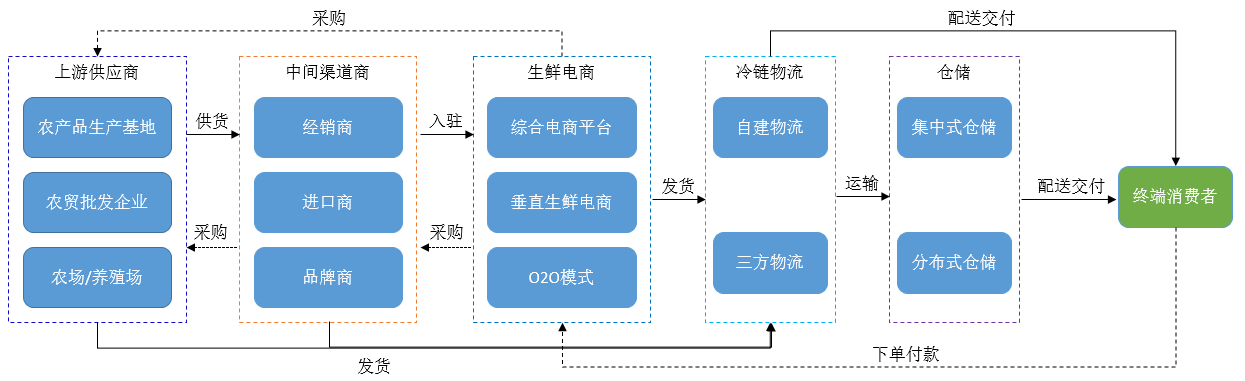 采购
配送交付
上游供应商
中间渠道商
生鲜电商
冷链物流
仓储
农产品生产基地
供货
经销商
入驻
综合电商平台
自建物流
集中式仓储
农贸批发企业
进口商
垂直生鲜电商
发货
运输
配送交付
终端消费者
采购
采购
农场/养殖场
品牌商
O2O模式
三方物流
分布式仓储
发货
下单付款